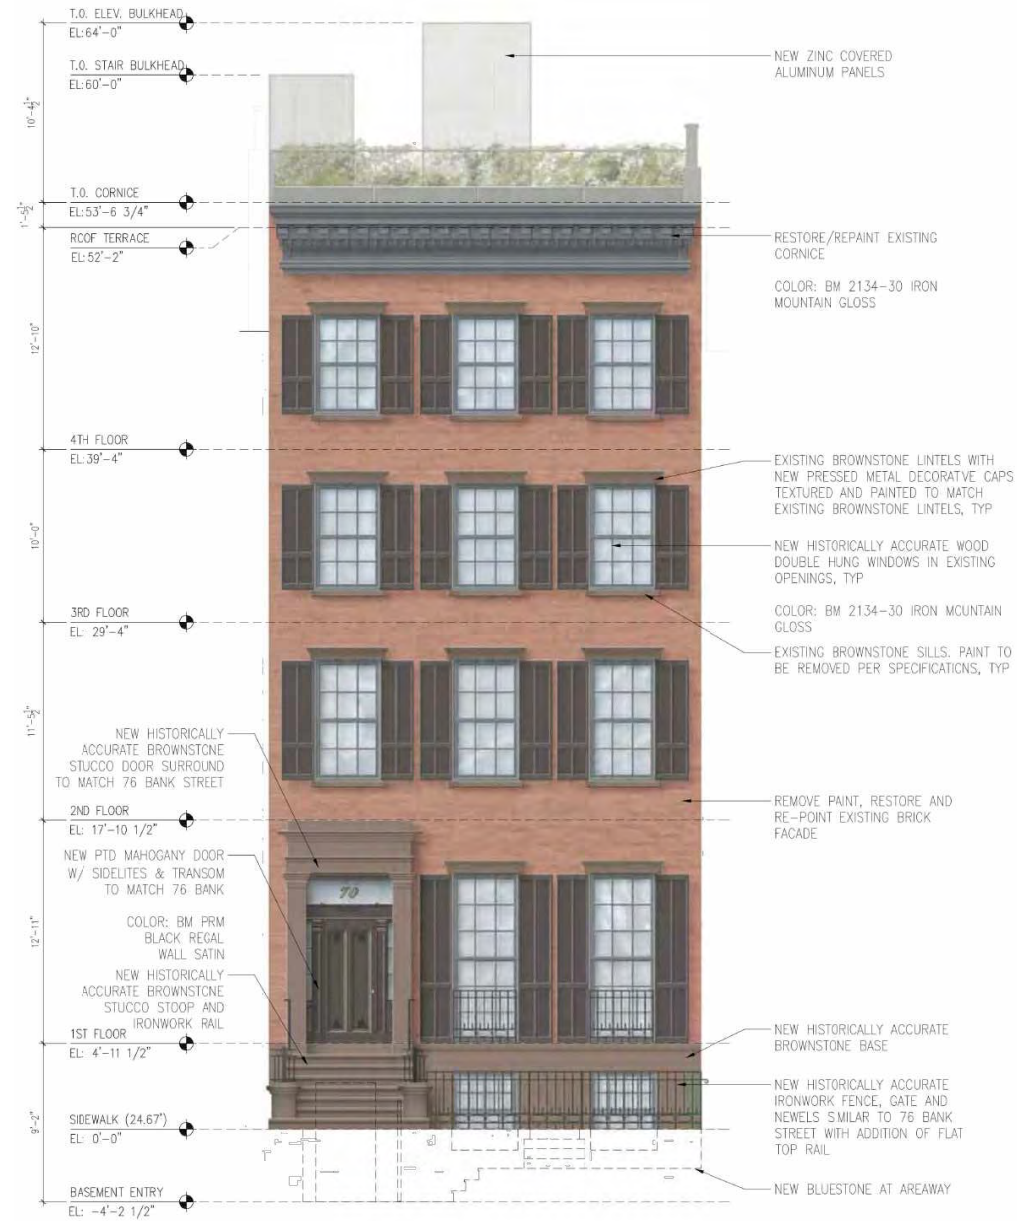 T.O. ELEV. BULKHEAD
EL:64'-0"
T.O. STAIR BULKHEAD
EL:60'-0"
10'-4½"
T.O. CORNICE
EL:53'-6 3/4"
1'-5½"
ROOF TERRACE
EL:52'-2"
12'-10"
4TH FLOOR
EL:39'-4"
10'-0"
3RD FLOOR
EL: 29'-4"
11'-5½"
NEW HISTORICALLY
ACCURATE BROWNSTONE
STUCCO DOOR SURROUND
TO MATCH 76 BANK STREET
2ND FLOOR
EL: 17'-10 1/2"
NEW PTD MAHOGANY DOOR
W/ SIDELITES & TRANSOM
TO MATCH 76 BANK
COLOR: BM PRM
BLACK REGAL
WALL SATIN
12'-11"
NEW HISTORICALLY
ACCURATE BROWNSTONE
STUCCO STOOP AND
IRONWORK RAIL
1ST FLOOR
EL: 4'-11 1/2"
9'-2"
SIDEWALK (24.67')
EL: 0'-0"
BASEMENT ENTRY
EL: -4'-2 1/2"
70
NEW ZINC COVERED
ALUMINUM PANELS
RESTORE/REPAINT EXISTING
CORNICE
COLOR: BM 2134-30 IRON
MOUNTAIN GLOSS
EXISTING BROWNSTONE LINTELS WITH
NEW PRESSED METAL DECORATVE CAPS
TEXTURED AND PAINTED TO MATCH
EXISTING BROWNSTONE LINTELS, TYP
NEW HISTORICALLY ACCURATE WOOD
DOUBLE HUNG WINDOWS IN EXISTING
OPENINGS, TYP
COLOR: BM 2134-30 IRON MOUNTAIN
GLOSS
EXISTING BROWNSTONE SILLS. PAINT TO
BE REMOVED PER SPECIFICATIONS, TYP
REMOVE PAINT, RESTORE AND
RE-POINT EXISTING BRICK
FACADE
NEW HISTORICALLY ACCURATE
BROWNSTONE BASE
NEW HISTORICALLY ACCURATE
IRONWORK FENCE, GATE AND
NEWELS SIMILAR TO 76 BANK
STREET WITH ADDITION OF FLAT
TOP RAIL
NEW BLUESTONE AT AREAWAY